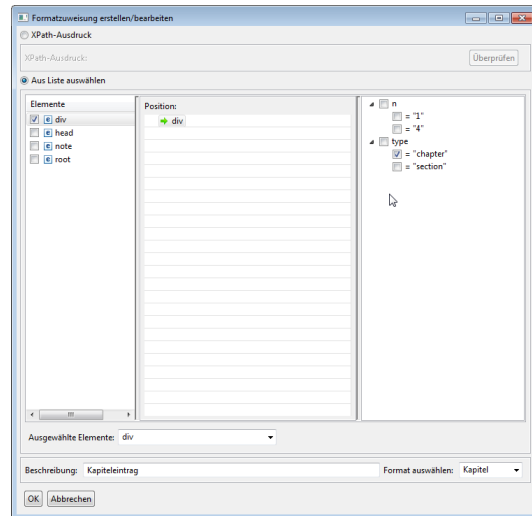 Formatzuweisung erstellen/bearbeiten
XPath-Ausdruck
XPath-Ausdruck:
Überprüfen
Aus Liste auswählen
Elemente
div
head
note
root
Position:
div
n
= "1"
= "4"
type
= "chapter"
= "section"
Ausgewählte Elemente: div
Beschreibung: Kapiteleintrag
Format auswählen: Kapitel
OK Abbrechen